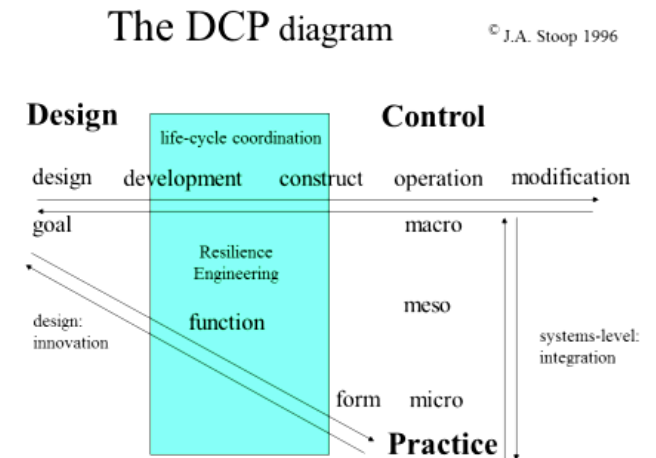 The DCP diagram
© J.A. Stoop 1996
Design
Control
life-cycle coordination
design development construct operation modification
goal
macro
Resilience
Engineering
meso
function
design:
innovation
systems-level:
integration
form
micro
Practice